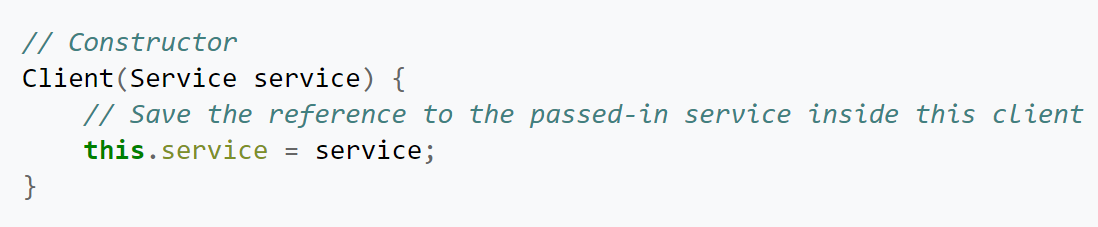 // Constructor
Client(Service service) {
    // Save the reference to the passed-in service inside this client
    this.service = service;
}